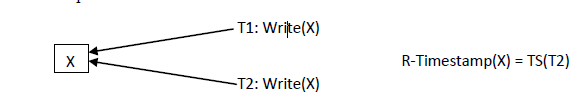 T1: Write(X)
X
R-Timestamp(X) = TS(T2)
T2: Write(X)